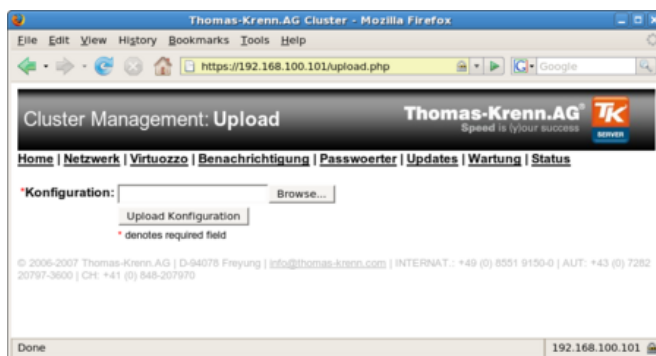 Thomas-Krenn.AG Cluster - Mozilla Firefox
File Edit View History Bookmarks Tools Help
https://192.168.100.101/upload.php
Google
Cluster Management: Upload
Thomas-Krenn.AG®
Speed is (y)our success
TK
SERVER
Home | Netzwerk | Virtuozzo | Benachrichtigung | Passwoerter | Updates | Wartung | Status
*Konfiguration: Browse...
Upload Konfiguration
* denotes required field
© 2006-2007 Thomas-Krenn.AG | D-94078 Freyung | info@thomas-krenn.com | INTERNAT.: +49 (0) 8551 9150-0 | AUT: +43 (0) 7282
20797-3600 | CH: +41 (0) 848-207970
Done
192.168.100.101